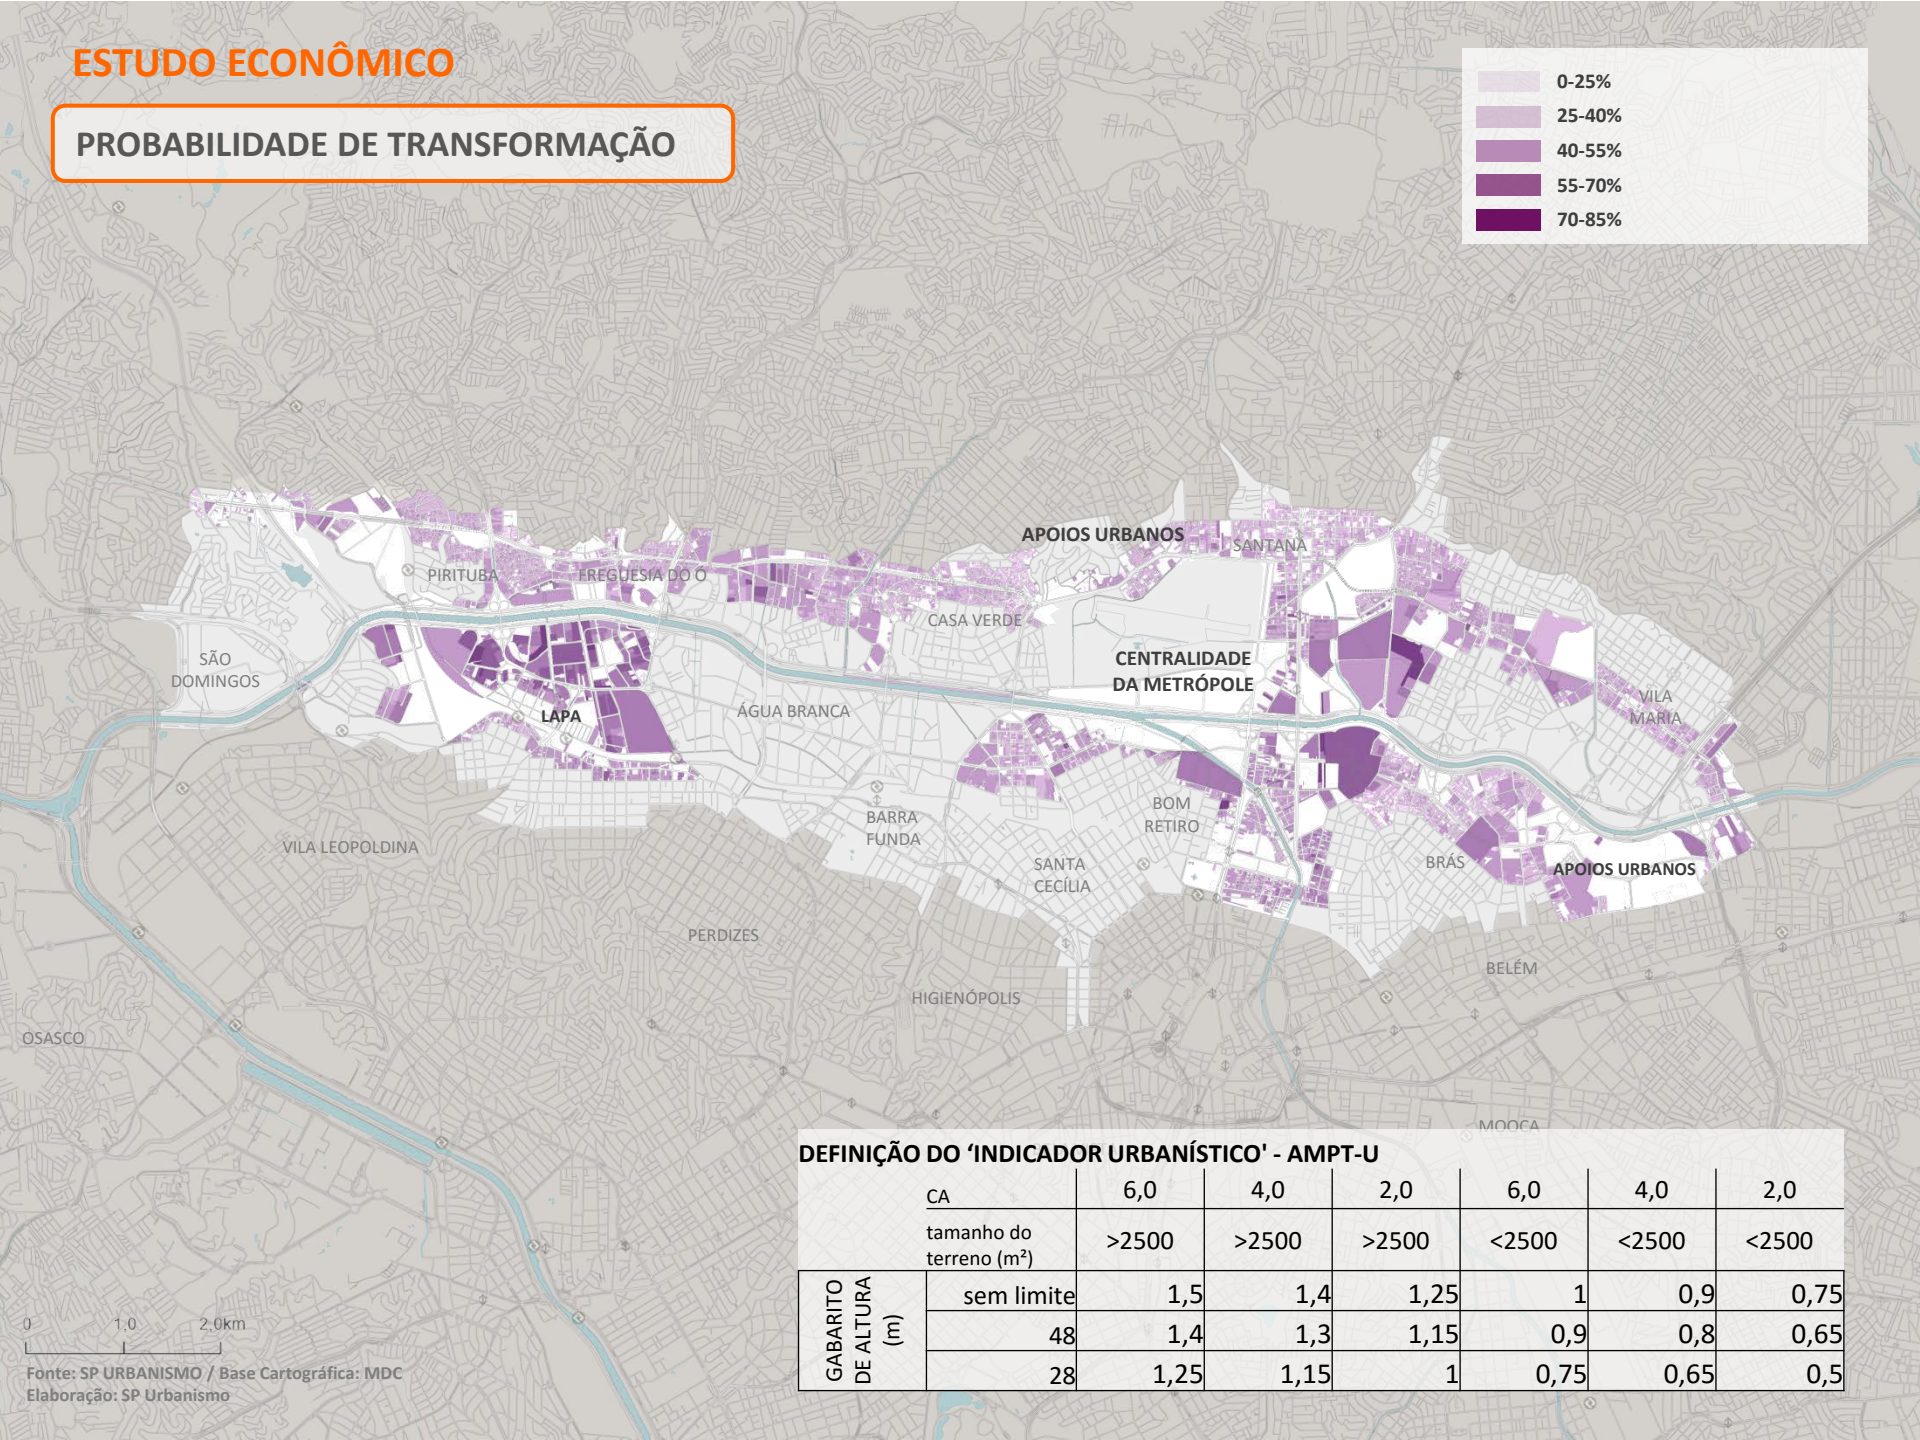 ESTUDO ECONÔMICO
PROBABILIDADE DE TRANSFORMAÇÃO
0-25%
25-40%
40-55%
55-70%
70-85%
APOIOS URBANOS
SANTANA
PIRITUBA
FREGUESIA DO Ó
CASA VERDE
SÃO
DOMINGOS
CENTRALIDADE
DA METRÓPOLE
VILA
MARIA
LAPA
ÁGUA BRANCA
BOM
RETIRO
BARRA
FUNDA
VILA LEOPOLDINA
SANTA
CECÍLIA
BRÁS
APOIOS URBANOS
PERDIZES
BELÉM
HIGIENÓPOLIS
OSASCO
MOOCA
DEFINIÇÃO DO ‘INDICADOR URBANÍSTICO' - AMPT-U
CA 6,0 4,0 2,0 6,0 4,0 2,0
tamanho do
terreno (m²) >2500 >2500 >2500 <2500 <2500 <2500
GABARITO
DE ALTURA
(m)
sem limite 1,5 1,4 1,25 1 0,9 0,75
48 1,4 1,3 1,15 0,9 0,8 0,65
28 1,25 1,15 1 0,75 0,65 0,5
0 1,0 2,0km
Fonte: SP URBANISMO / Base Cartográfica: MDC
Elaboração: SP Urbanismo